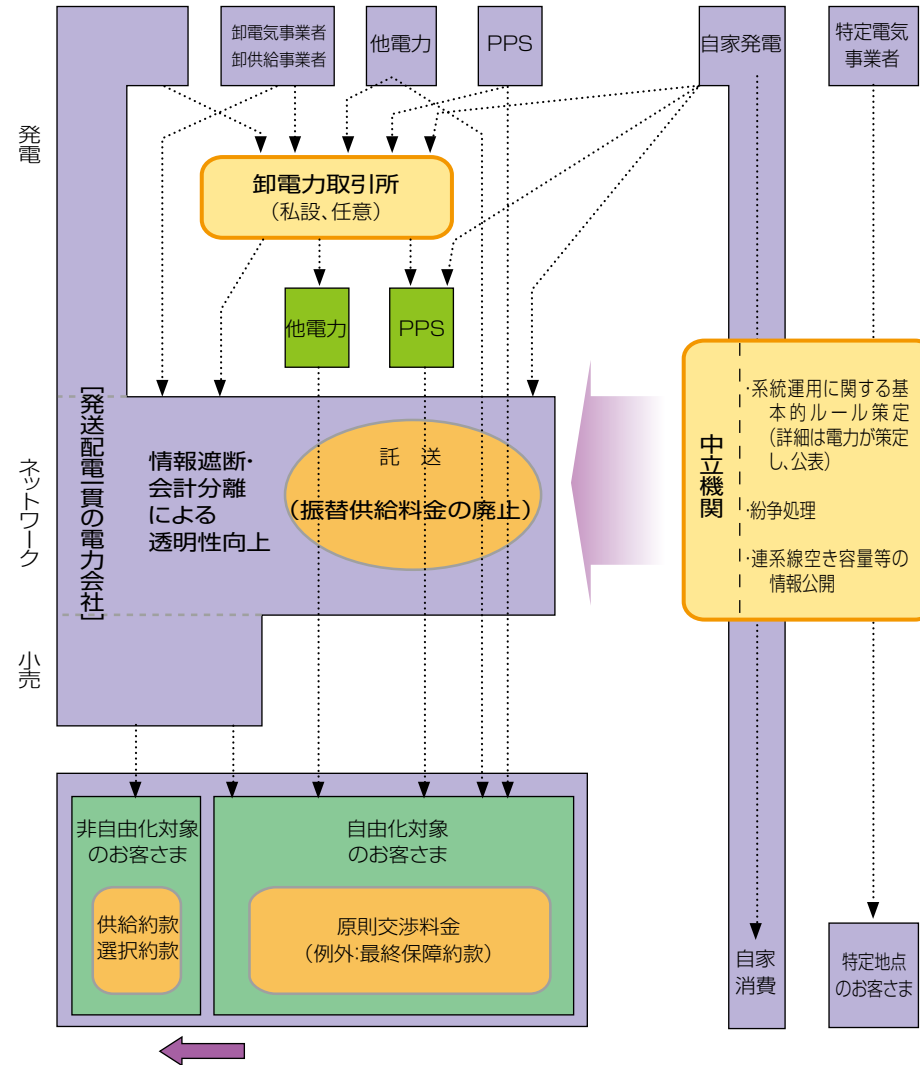 卸電気事業者
卸供給事業者
他電力
PPS
自家発電
特定電気
事業者
発電
卸電力取引所
(私設、任意)
他電力
PPS
ネットワーク
[発送配電一貫の電力会社]
情報遮断・
会計分離
による
透明性向上
託 送
(振替供給料金の廃止)
中立機関
・系統運用に関する基
本的ルール策定
(詳細は電力が策定
し、公表)
・紛争処理
・連系線空き容量等の
情報公開
小売
非自由化対象
のお客さま
供給約款
選択約款
自由化対象
のお客さま
原則交渉料金
(例外:最終保障約款)
自家
消費
特定地点
のお客さま